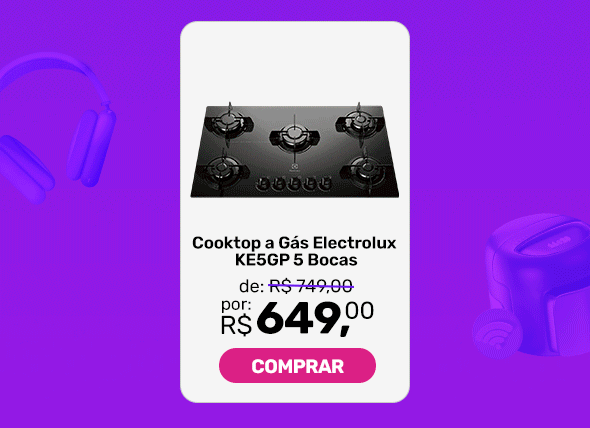 Cooktop a Gás Electrolux
KE5GP 5 Bocas
de: R$ 749,00
por:
R$ 649,00
COMPRAR